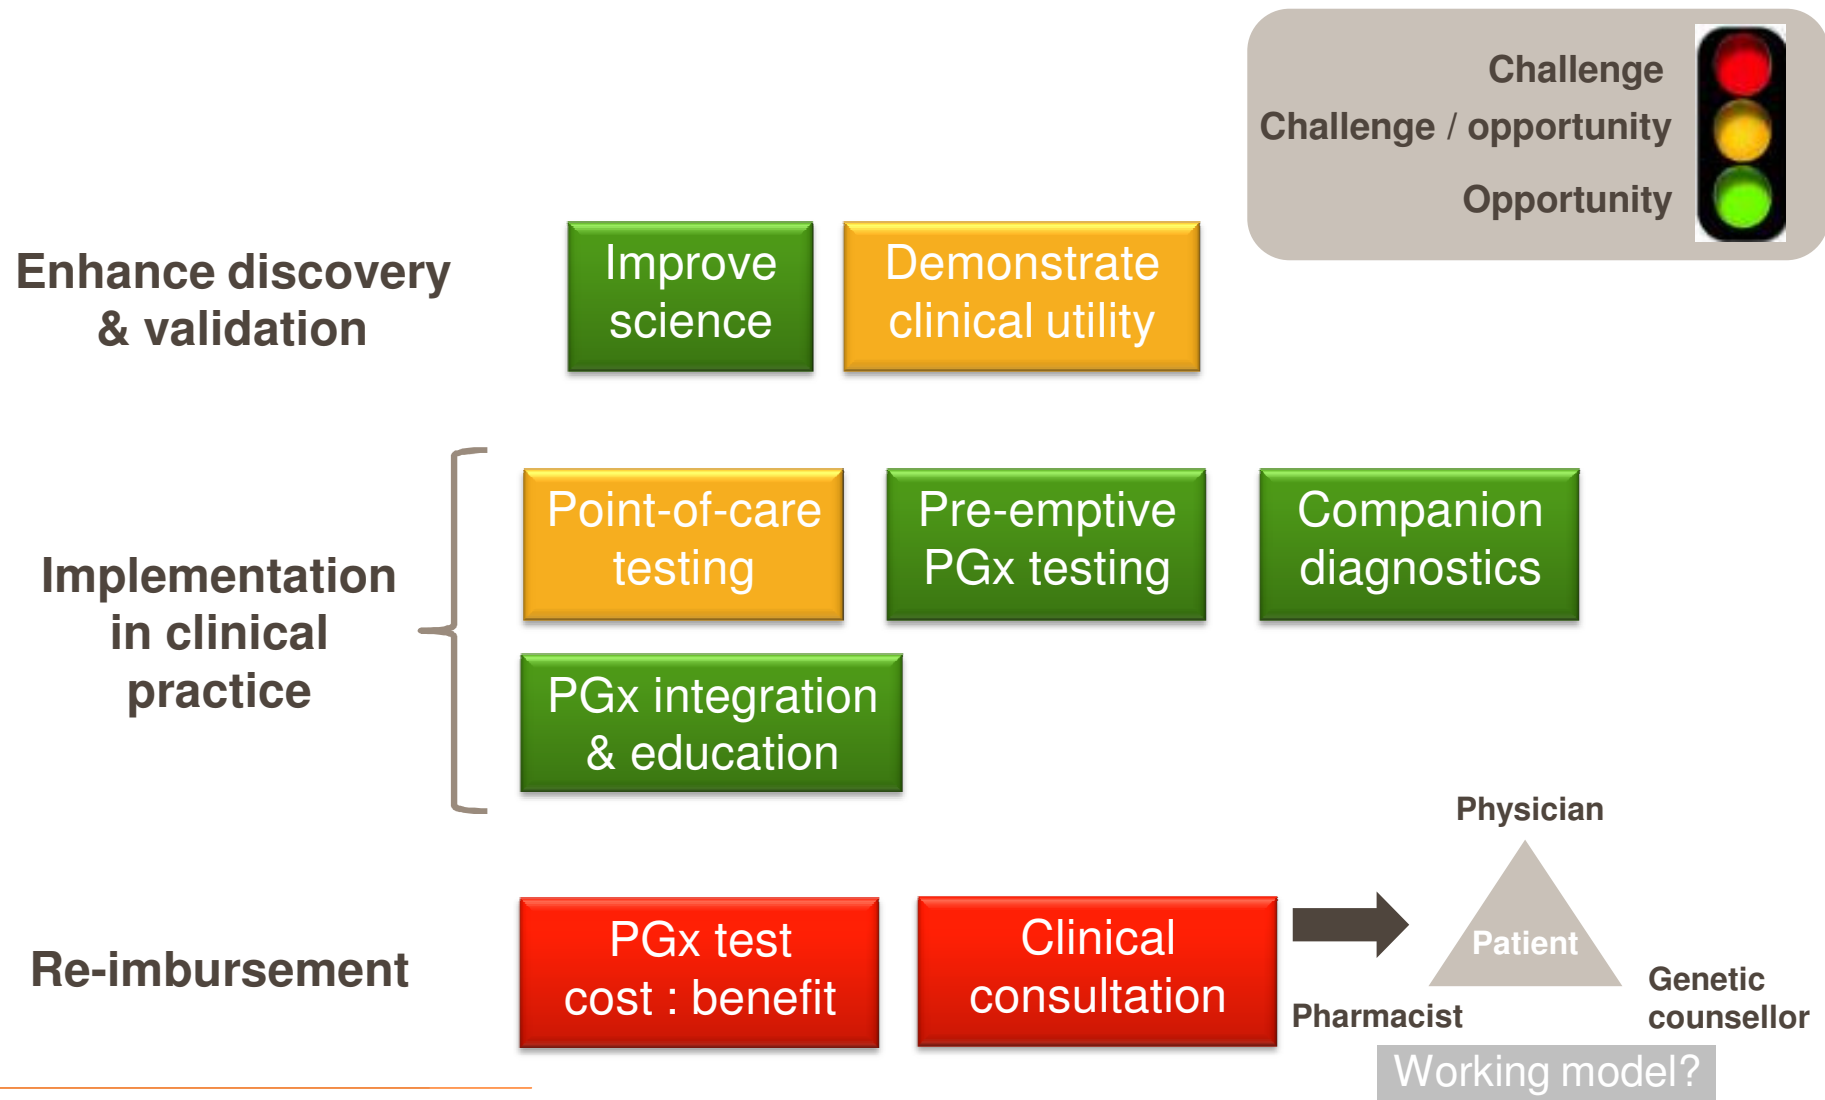 Challenge
Challenge / opportunity
Opportunity
Enhance discovery
& validation
Improve
science
Demonstrate
clinical utility
Implementation
in clinical
practice
Point-of-care
testing
Pre-emptive
PGx testing
Companion
diagnostics
PGx integration
& education
Re-imbursement
PGx test
cost : benefit
Clinical
consultation
Physician
Patient
Pharmacist
Genetic
counsellor
Working model?